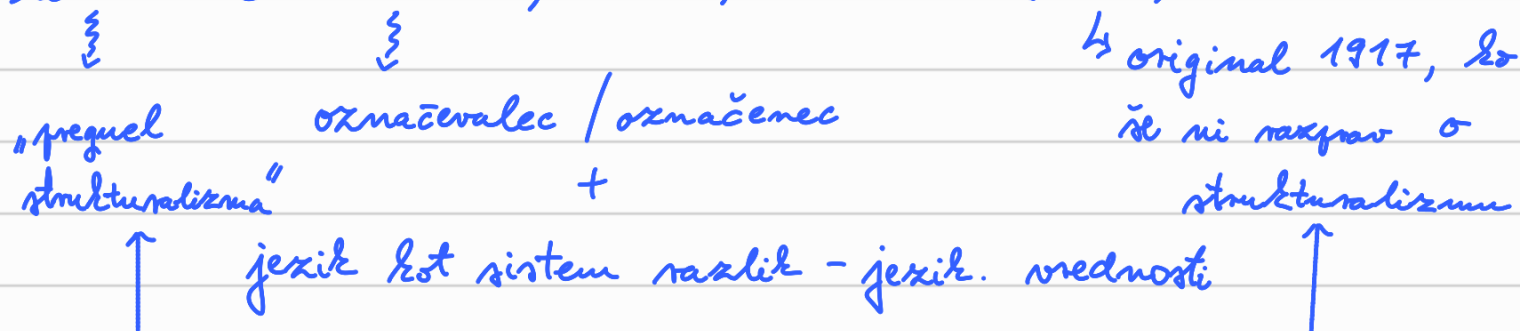 ↳ original 1917, ko
še ni razprav o
strukturalizmu
„prequel
strukturalizma"
označevalec / označenec
+
jezik kot sistem razlik - jezik. vrednosti